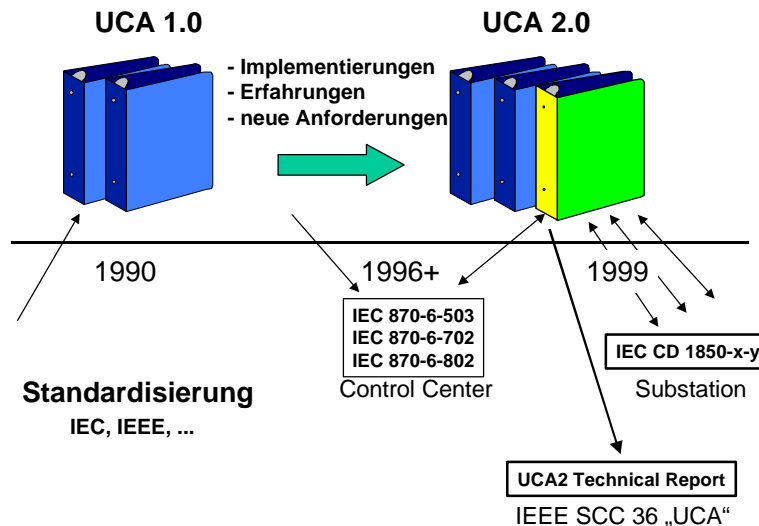 UCA 1.0
UCA 2.0
- Implementierungen
- Erfahrungen
- neue Anforderungen
1990
1996+
1999
IEC 870-6-503
IEC 870-6-702
IEC 870-6-802
Control Center
IEC CD 1850-x-y
Substation
Standardisierung
IEC, IEEE, ...
UCA2 Technical Report
IEEE SCC 36 „UCA“